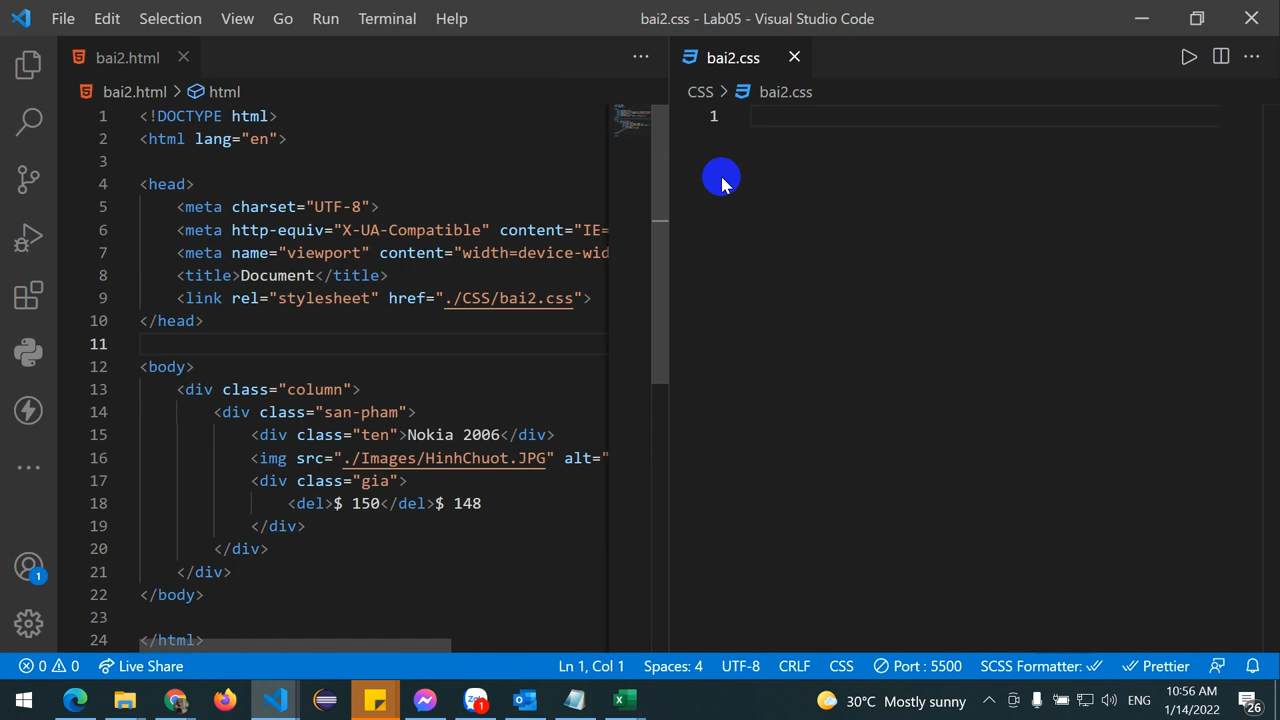 File Edit Selection View Go Run Terminal Help bai2.css - Lab05 - Visual Studio Code
bai2.html
bai2.html > html
1 <!DOCTYPE html>
2 <html lang="en">
3
4 <head>
5 <meta charset="UTF-8">
6 <meta http-equiv="X-UA-Compatible" content="IE=
7 <meta name="viewport" content="width=device-wid
8 <title>Document</title>
9 <link rel="stylesheet" href="./CSS/bai2.css">
10 </head>
11
12 <body>
13 <div class="column">
14 <div class="san-pham">
15 <div class="ten">Nokia 2006</div>
16 <img src="./Images/HinhChuot.JPG" alt="
17 <div class="gia">
18 <del>$ 150</del>$ 148
19 </div>
20 </div>
21 </div>
22 </body>
23
24 </html>
bai2.css
CSS > bai2.css
1
1
0 0 Live Share Ln 1, Col 1 Spaces: 4 UTF-8 CRLF CSS Port : 5500 SCSS Formatter: Prettier
1 30°C Mostly sunny ENG 10:56 AM
1/14/2022 26